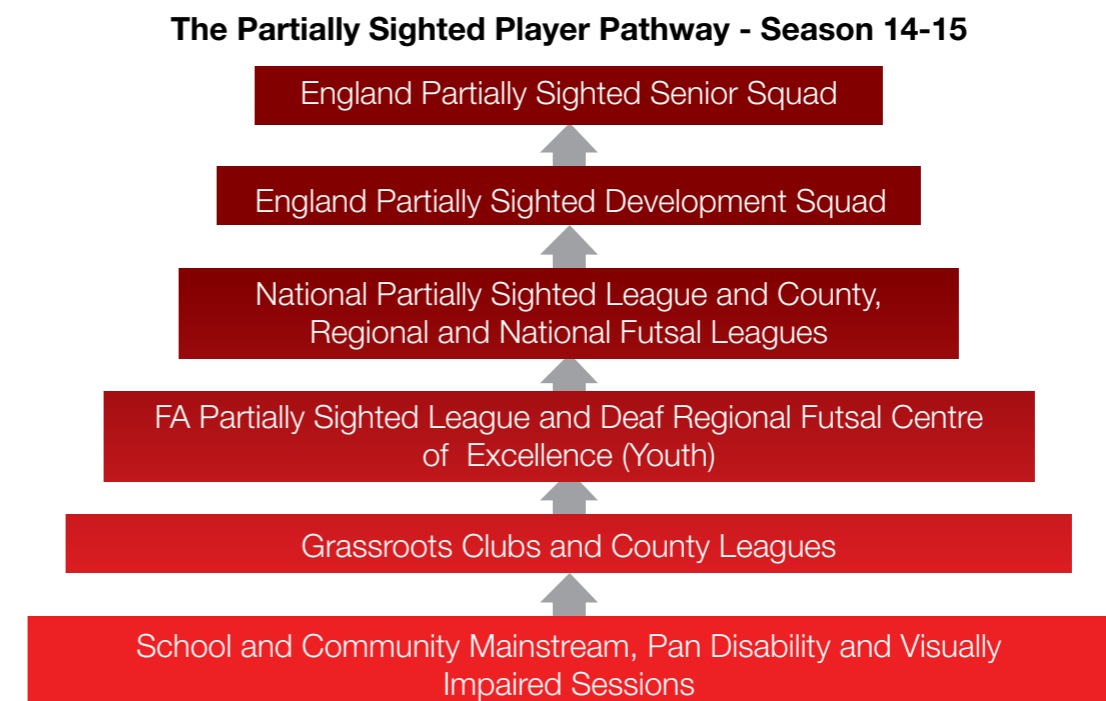 The Partially Sighted Player Pathway - Season 14-15
England Partially Sighted Senior Squad
England Partially Sighted Development Squad
National Partially Sighted League and County,
Regional and National Futsal Leagues
FA Partially Sighted League and Deaf Regional Futsal Centre
of Excellence (Youth)
Grassroots Clubs and County Leagues
School and Community Mainstream, Pan Disability and Visually
Impaired Sessions